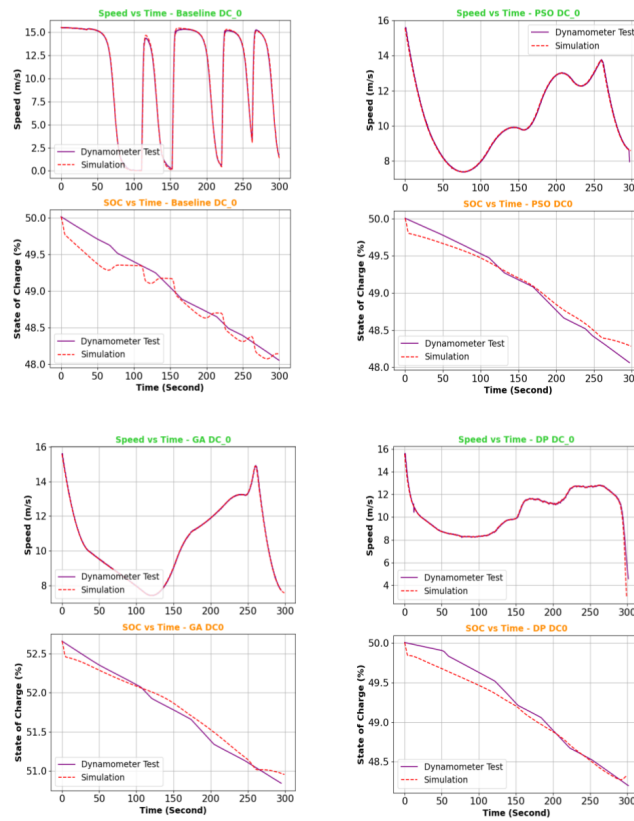 Speed vs Time - Baseline DC_0
Speed (m/s)
15.0
12.5
10.0
7.5
5.0
2.5
0.0
Dynamometer Test
Simulation
0 50 100 150 200 250 300
SOC vs Time - Baseline DC_0
State of Charge (%)
50.0
49.5
49.0
48.5
48.0
Dynamometer Test
Simulation
0 50 100 150 200 250 300
Time (Second)
Speed vs Time - PSO DC_0
Speed (m/s)
16
14
12
10
8
Dynamometer Test
Simulation
0 50 100 150 200 250 300
SOC vs Time - PSO DC0
State of Charge (%)
50.0
49.5
49.0
48.5
48.0
Dynamometer Test
Simulation
0 50 100 150 200 250 300
Time (Second)
Speed vs Time - GA DC_0
Speed (m/s)
16
14
12
10
8
Dynamometer Test
Simulation
0 50 100 150 200 250 300
SOC vs Time - GA DC0
State of Charge (%)
52.5
52.0
51.5
51.0
Dynamometer Test
Simulation
0 50 100 150 200 250 300
Time (Second)
Speed vs Time - DP DC_0
Speed (m/s)
16
14
12
10
8
6
4
Dynamometer Test
Simulation
0 50 100 150 200 250 300
SOC vs Time - DP DC0
State of Charge (%)
50.0
49.5
49.0
48.5
Dynamometer Test
Simulation
0 50 100 150 200 250 300
Time (Second)